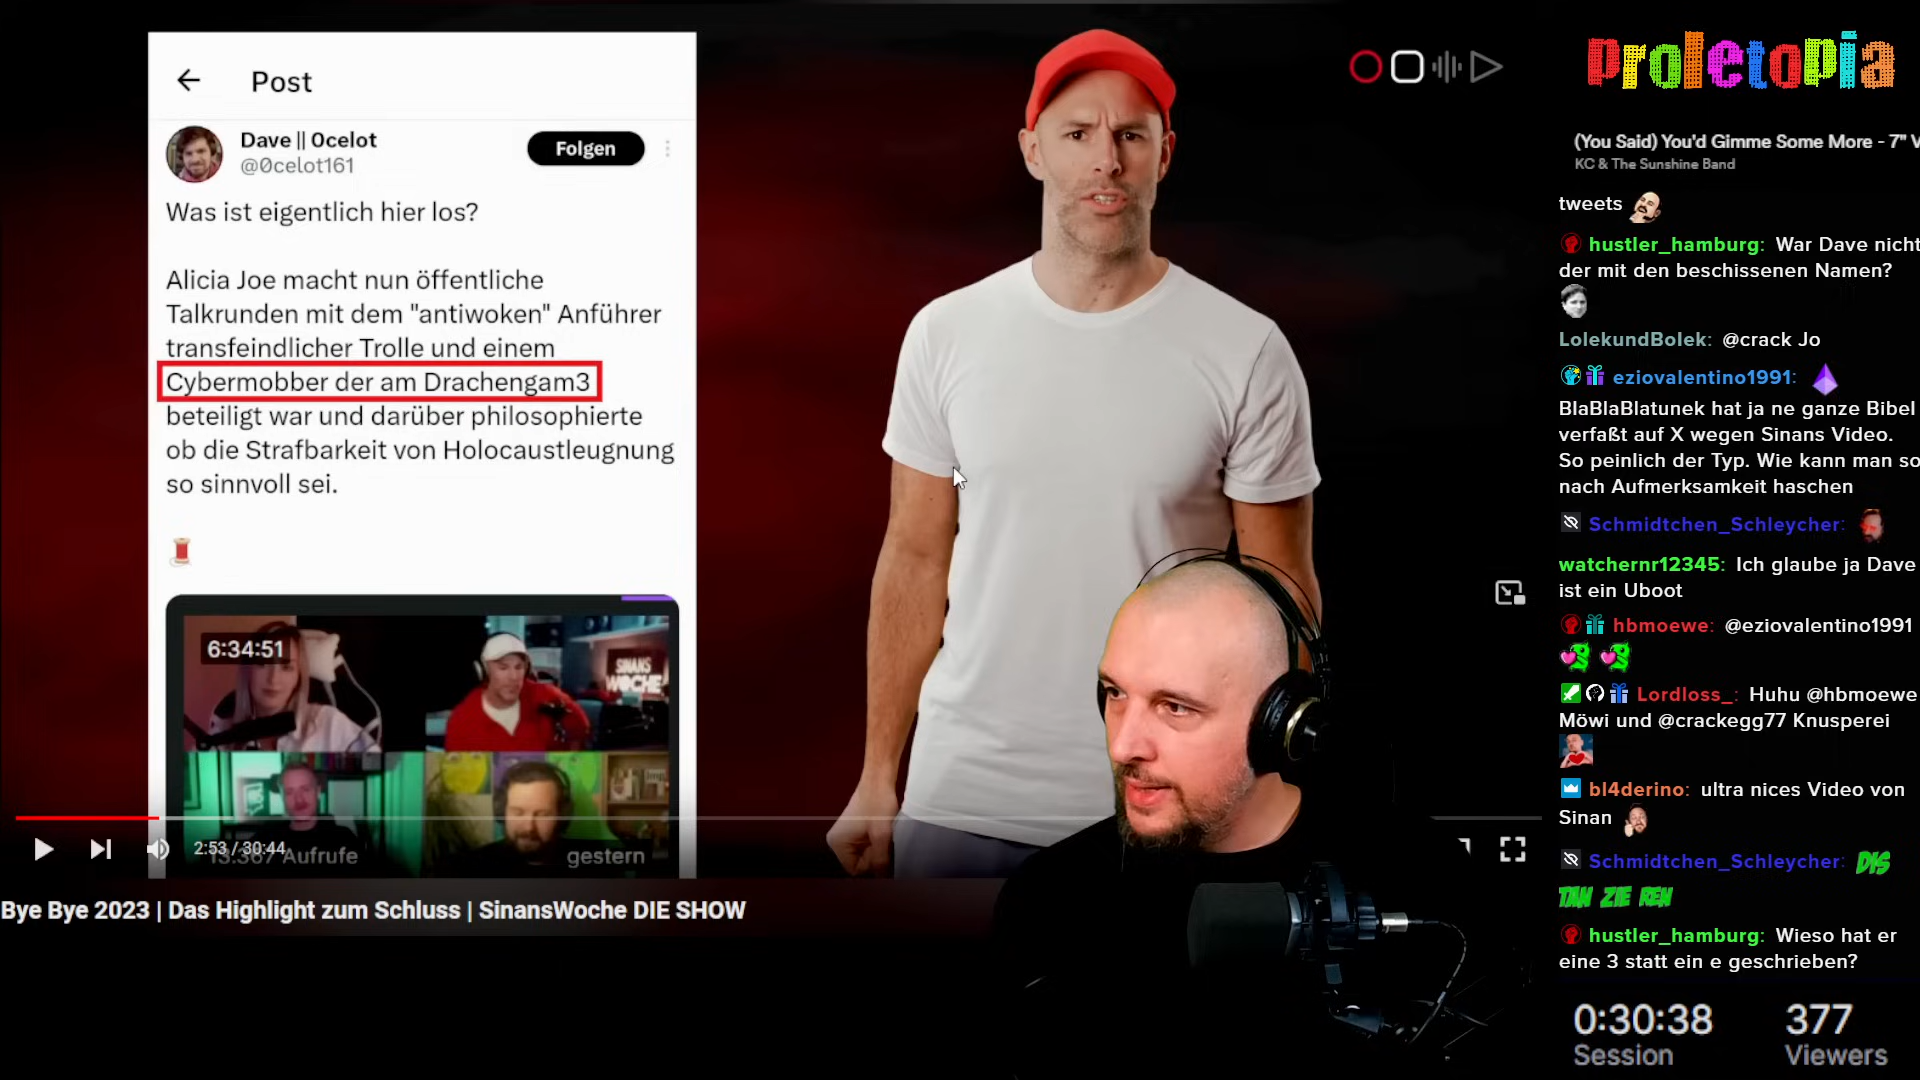 Post
Dave || 0celot
@0celot161
Folgen
Was ist eigentlich hier los?
Alicia Joe macht nun öffentliche
Talkrunden mit dem "antiwoken" Anführer
transfeindlicher Trolle und einem
Cybermobber der am Drachengam3
beteiligt war und darüber philosophierte
ob die Strafbarkeit von Holocaustleugnung
so sinnvoll sei.
6:34:51
SINANS
WOCHE
13.367 Aufrufe
gestern
2:53 / 30:44
Bye Bye 2023 | Das Highlight zum Schluss | SinansWoche DIE SHOW
Proletopia
(You Said) You'd Gimme Some More - 7" V
KC & The Sunshine Band
tweets
hustler_hamburg: War Dave nicht
der mit den beschissenen Namen?
LolekundBolek: @crack Jo
eziovalentino1991:
BlaBlaBlatunek hat ja ne ganze Bibel
verfaßt auf X wegen Sinans Video.
So peinlich der Typ. Wie kann man so
nach Aufmerksamkeit haschen
Schmidtchen_Schleycher:
watchernr12345: Ich glaube ja Dave
ist ein Uboot
hbmoewe: @eziovalentino1991
Lordloss_: Huhu @hbmoewe
Möwi und @crackegg77 Knusperei
bl4derino: ultra nices Video von
Sinan
Schmidtchen_Schleycher: DIS
TAN ZIE REN
hustler_hamburg: Wieso hat er
eine 3 statt ein e geschrieben?
0:30:38
Session
377
Viewers